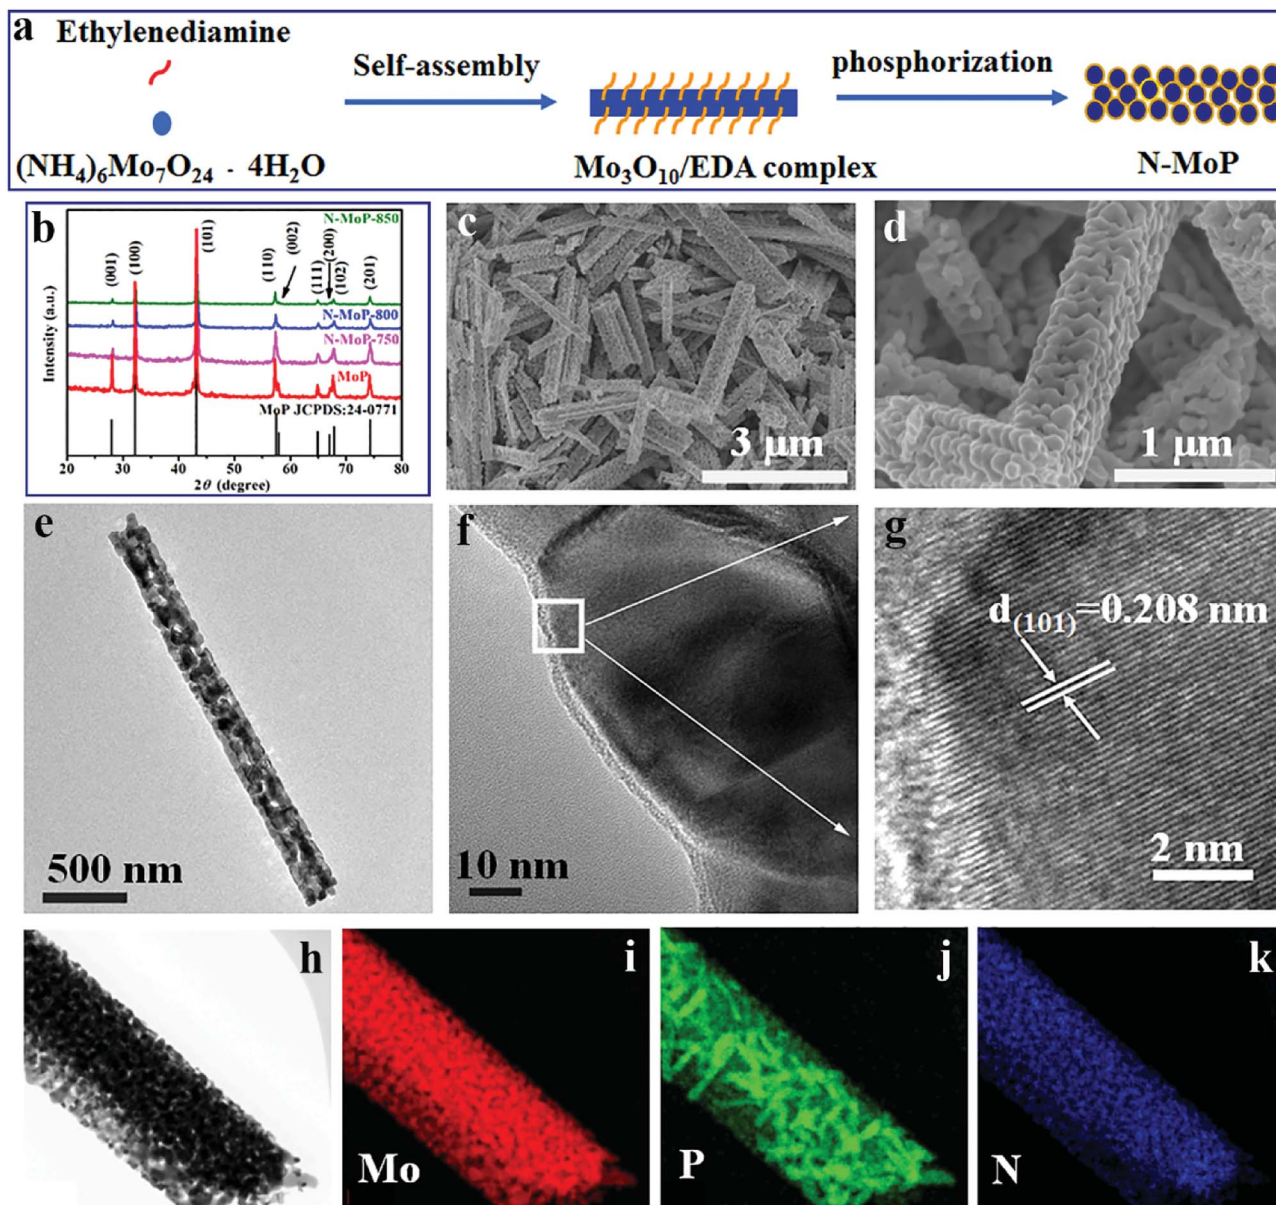 a
Ethylenediamine
Self-assembly
phosphorization
(NH₄)₆Mo₇O₂₄ · 4H₂O
Mo₃O₁₀/EDA complex
N-MoP
b
N-MoP-850
(001)
(100)
(101)
(110)
(002)
(111)
(200)
(102)
(201)
N-MoP-800
N-MoP-750
MoP
MoP JCPDS:24-0771
Intensity (a.u.)
20 30 40 50 60 70 80
2θ (degree)
c
3 μm
d
1 μm
e
500 nm
f
10 nm
g
d(101)=0.208 nm
2 nm
h
i
Mo
j
P
k
N